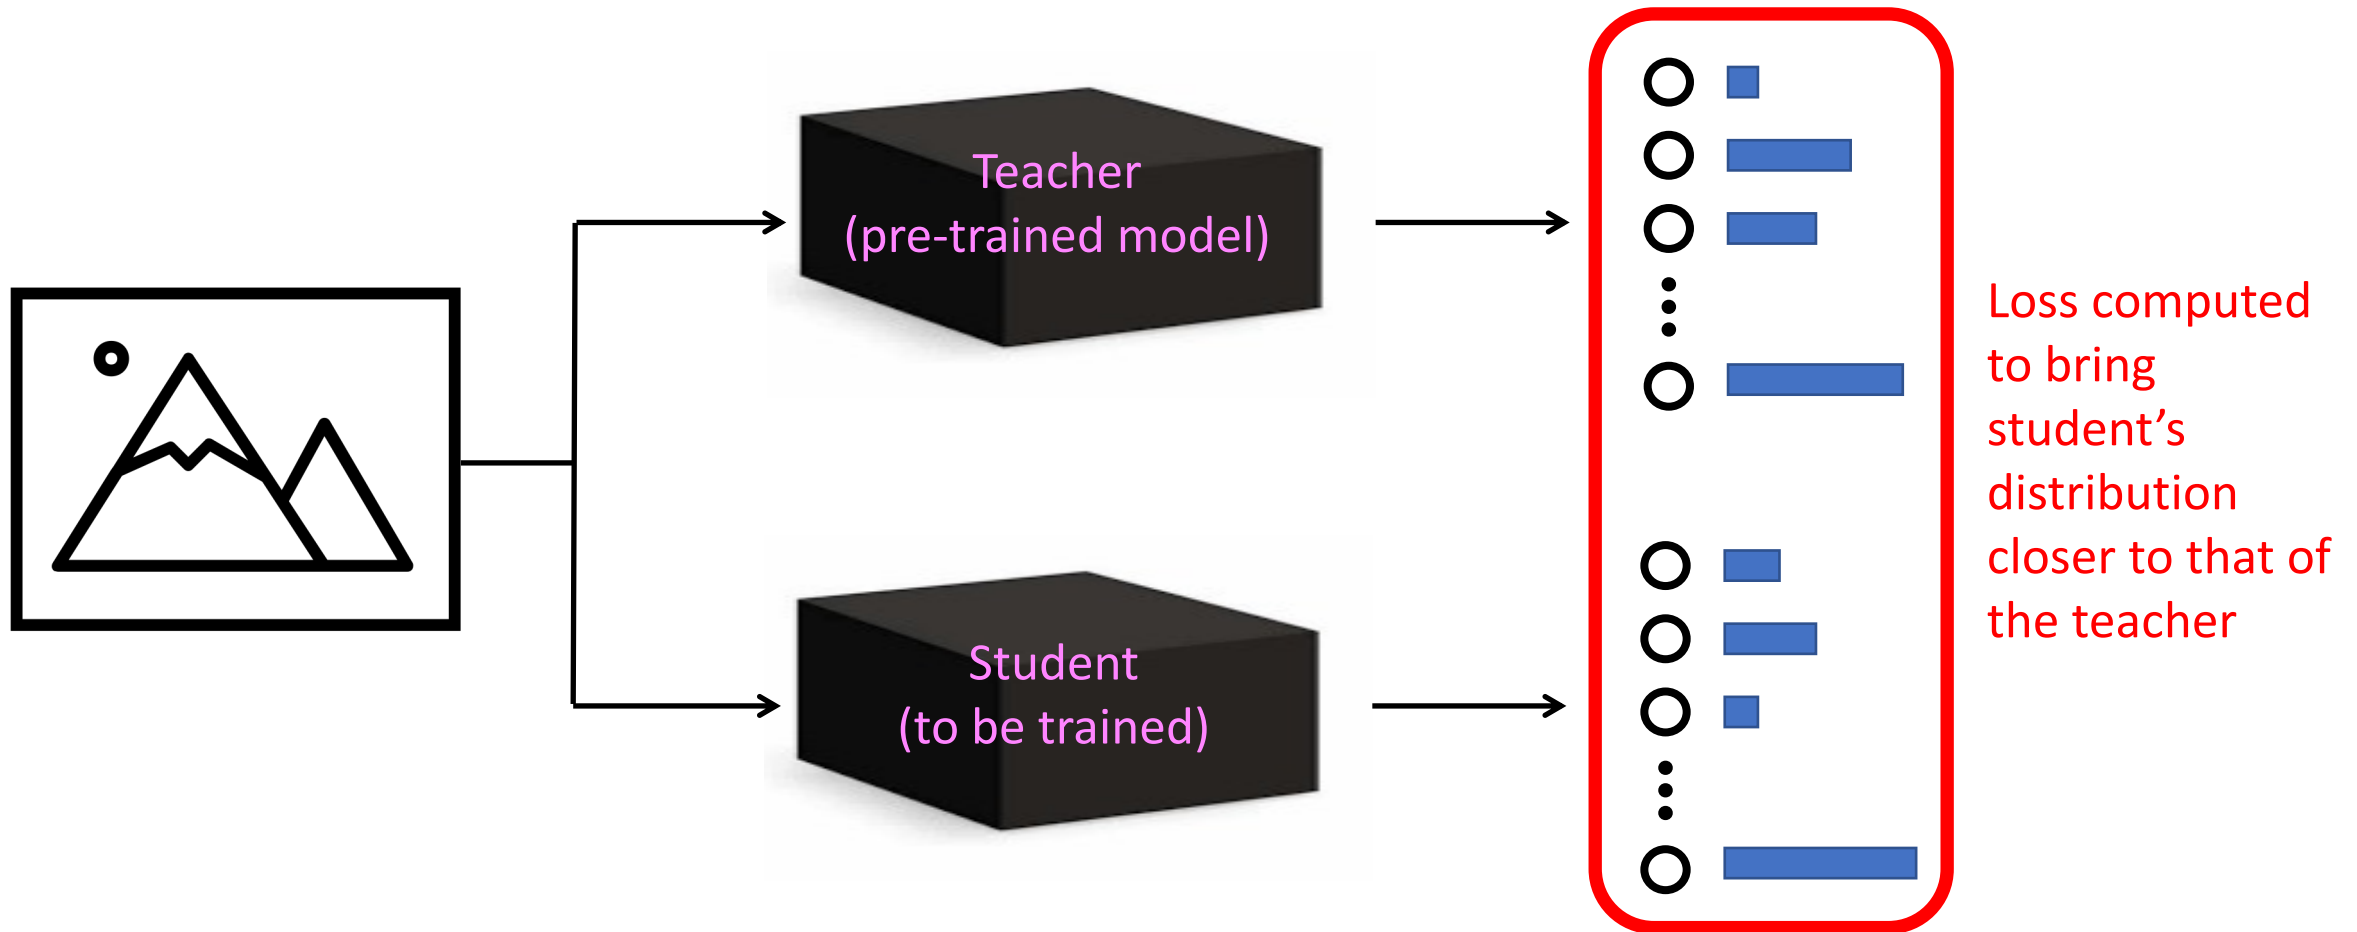 Teacher
(pre-trained model)
Student
(to be trained)
Loss computed
to bring
student’s
distribution
closer to that of
the teacher